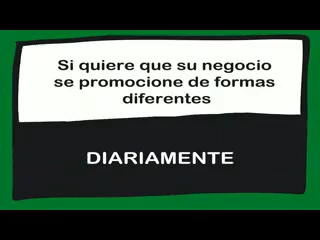 Si quiere que su negocio
se promocione de formas
diferentes
DIARIAMENTE